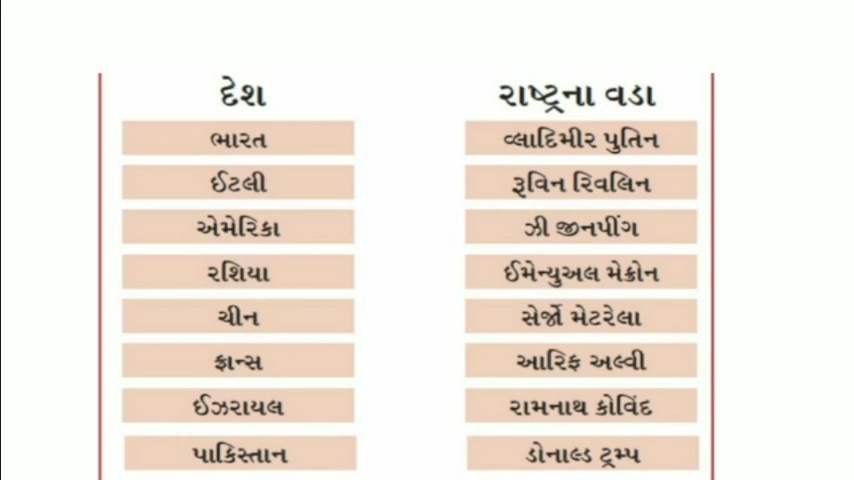 દેશ રાષ્ટ્રના વડા
ભારત વ્લાદિમીર પુતિન
ઈટલી રૂવિન રિવલિન
એમેરિકા ઝી જીનપીંગ
રશિયા ઈમેન્યુઅલ મેક્રોન
ચીન સેર્જો મેટરેલા
ફ્રાન્સ આરિફ અલ્વી
ઈઝરાયલ રામનાથ કોવિંદ
પાકિસ્તાન ડોનાલ્ડ ટ્રમ્પ